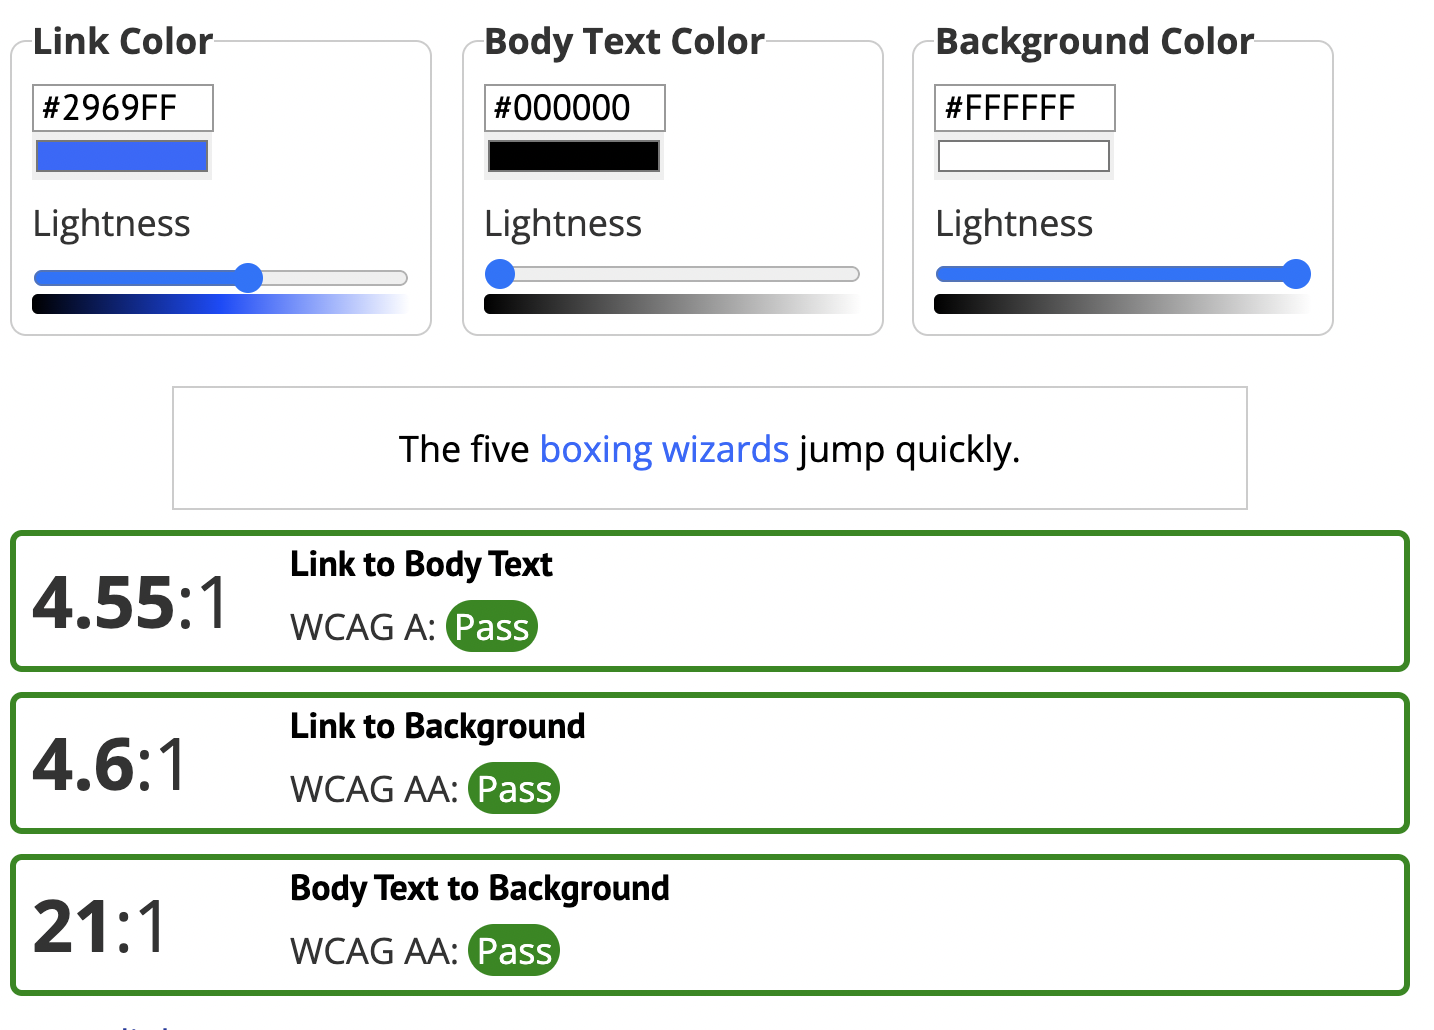 Link Color
#2969FF
Lightness
Body Text Color
#000000
Lightness
Background Color
#FFFFFF
Lightness
The five boxing wizards jump quickly.
4.55:1
Link to Body Text
WCAG A: Pass
4.6:1
Link to Background
WCAG AA: Pass
21:1
Body Text to Background
WCAG AA: Pass